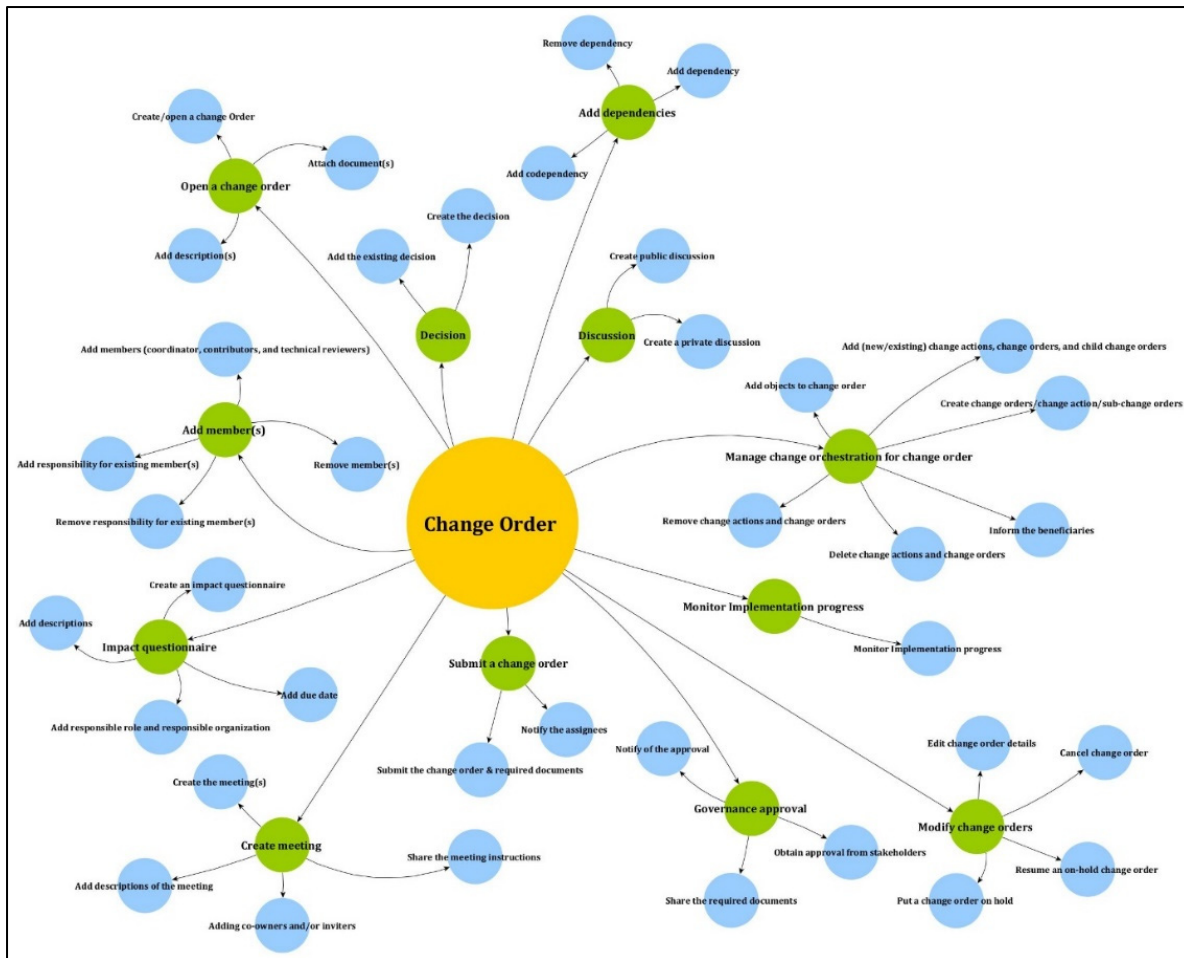 Remove dependency
Add dependency
Add dependencies
Add codependency
Create/open a change Order
Attach document(s)
Open a change order
Add description(s)
Create the decision
Add the existing decision
Decision
Create public discussion
Discussion
Create a private discussion
Add members (coordinator, contributors, and technical reviewers)
Add member(s)
Add responsibility for existing member(s)
Remove member(s)
Remove responsibility for existing member(s)
Add (new/existing) change actions, change orders, and child change orders
Add objects to change order
Create change orders/change action/sub-change orders
Manage change orchestration for change order
Remove change actions and change orders
Inform the beneficiaries
Delete change actions and change orders
Change Order
Create an impact questionnaire
Add descriptions
Impact questionnaire
Add due date
Add responsible role and responsible organization
Monitor Implementation progress
Monitor Implementation progress
Submit a change order
Notify the assignees
Submit the change order & required documents
Create the meeting(s)
Create meeting
Share the meeting instructions
Add descriptions of the meeting
Adding co-owners and/or inviters
Notify of the approval
Governance approval
Obtain approval from stakeholders
Share the required documents
Edit change order details
Cancel change order
Modify change orders
Resume an on-hold change order
Put a change order on hold